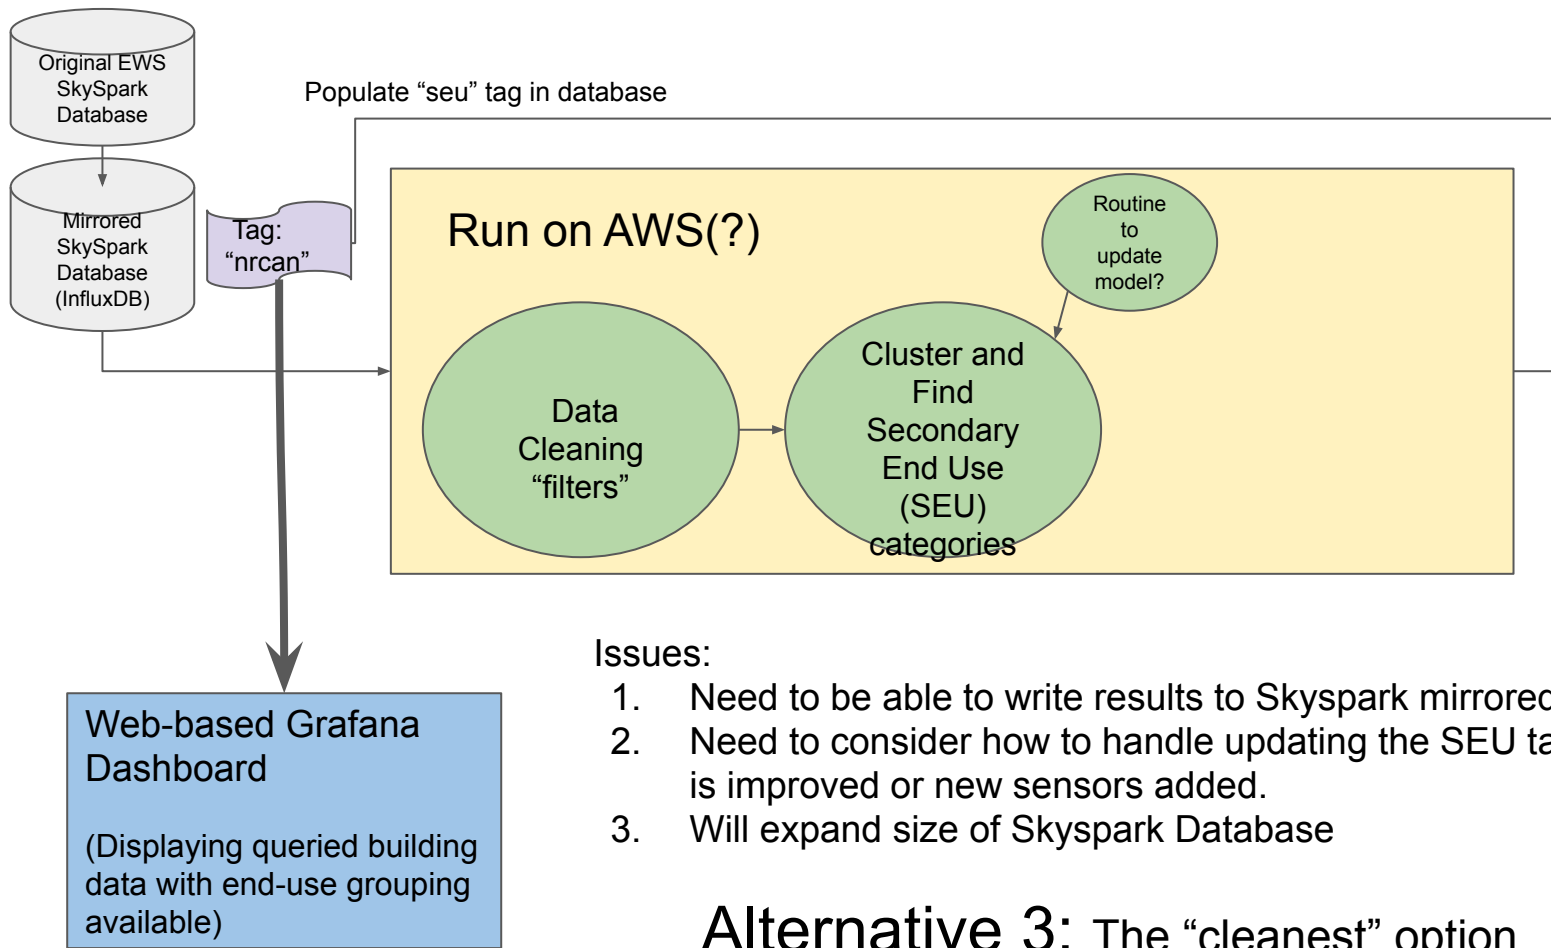 Original EWS
SkySpark
Database
Populate “seu” tag in database
Mirrored
SkySpark
Database
(InfluxDB)
Tag:
“nrcan”
Run on AWS(?)
Routine
to
update
model?
Data
Cleaning
“filters”
Cluster and
Find
Secondary
End Use
(SEU)
categories
Web-based Grafana
Dashboard
(Displaying queried building
data with end-use grouping
available)
Issues:
1. Need to be able to write results to Skyspark mirrored
2. Need to consider how to handle updating the SEU
is improved or new sensors added.
3. Will expand size of Skyspark Database
Alternative 3: The “cleanest” option